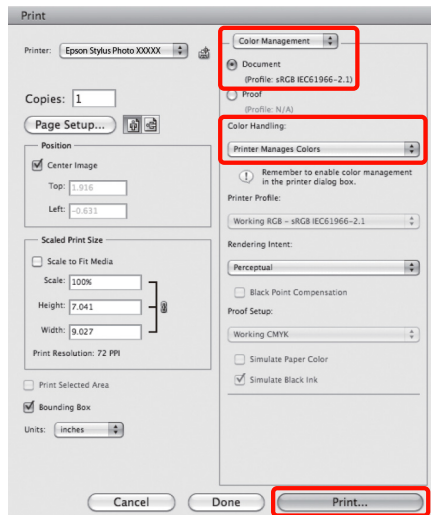 Print
Printer: Epson Stylus Photo XXXXX
Copies: 1
Page Setup...
Position
Center Image
Top: 1.916
Left: -0.631
Scaled Print Size
Scale to Fit Media
Scale: 100%
Height: 7.041
Width: 9.027
Print Resolution: 72 PPI
Print Selected Area
Bounding Box
Units: inches
Color Management
Document
(Profile: sRGB IEC61966-2.1)
Proof
(Profile: N/A)
Color Handling:
Printer Manages Colors
Remember to enable color management
in the printer dialog box.
Printer Profile:
Working RGB - sRGB IEC61966-2.1
Rendering Intent:
Perceptual
Black Point Compensation
Proof Setup:
Working CMYK
Simulate Paper Color
Simulate Black Ink
Cancel
Done
Print...